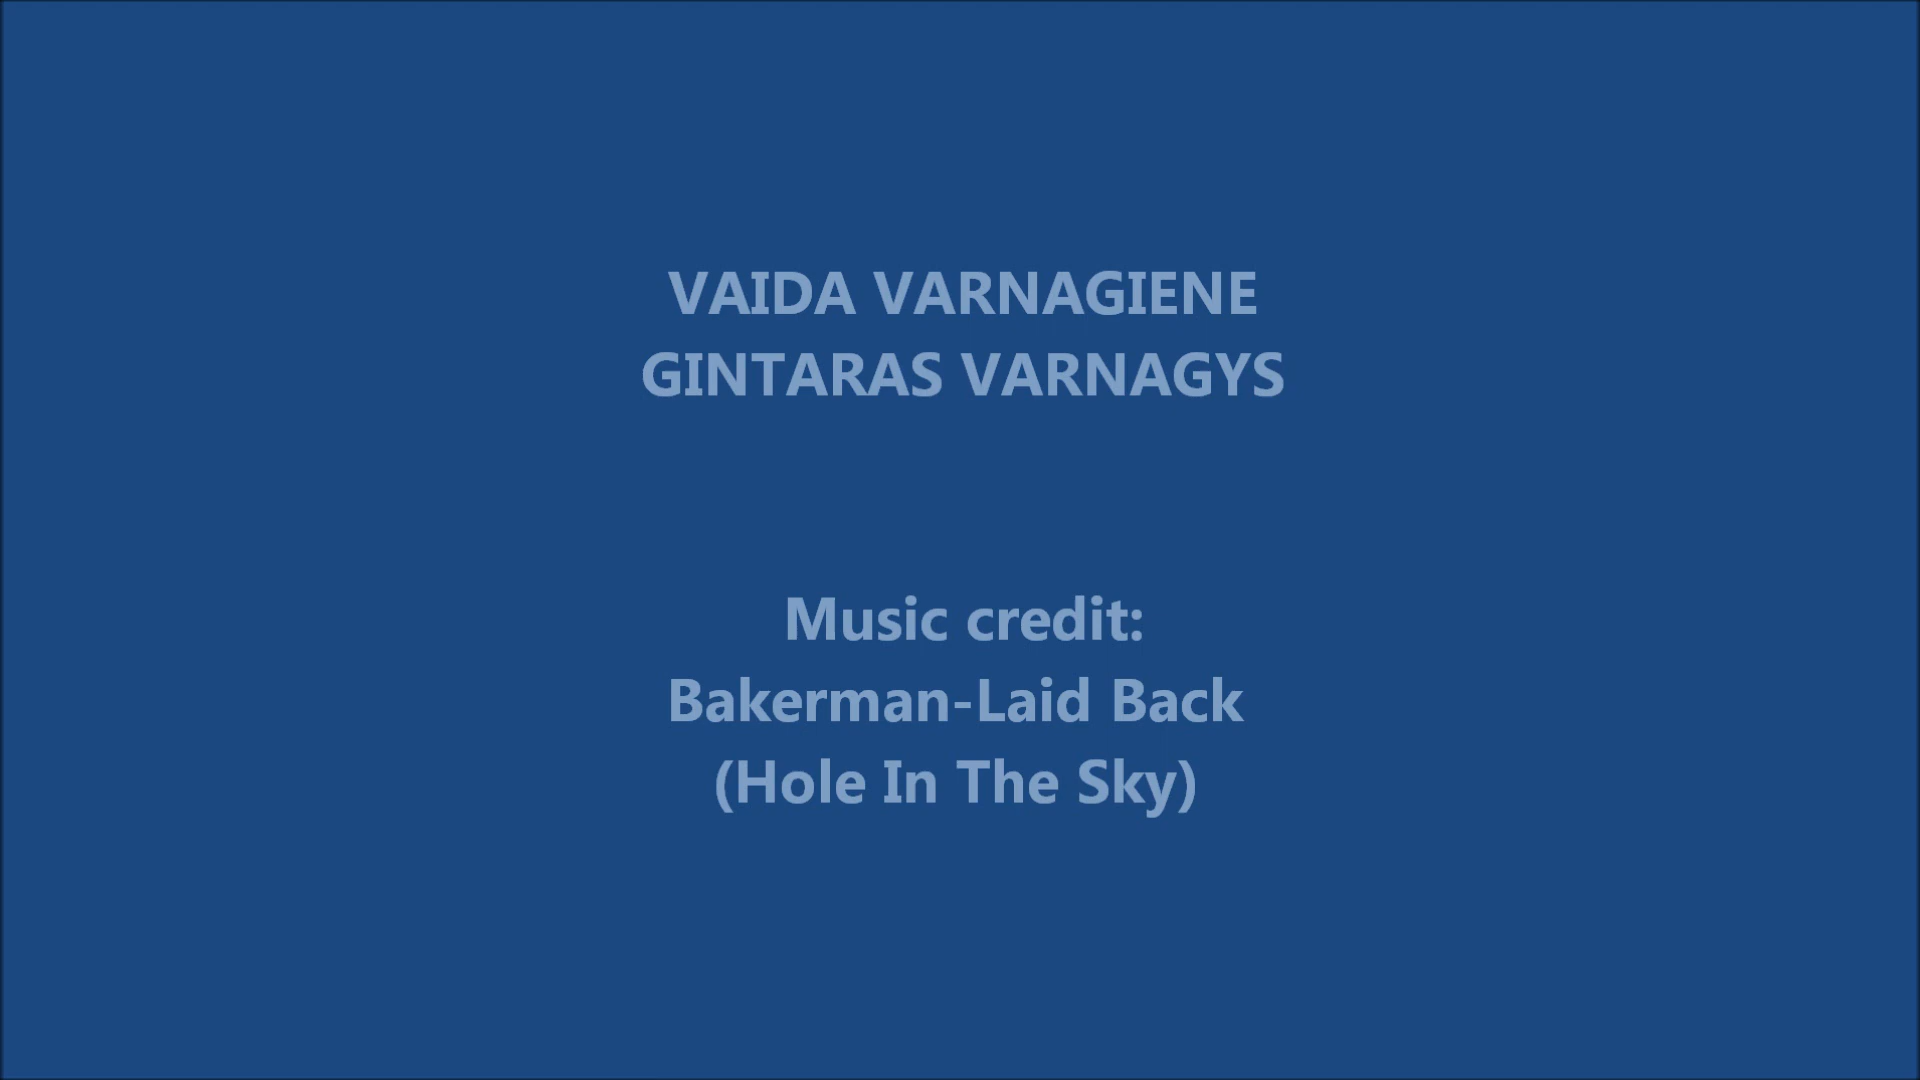 VAIDA VARNAGIENE
GINTARAS VARNAGYS
Music credit:
Bakerman-Laid Back
(Hole In The Sky)